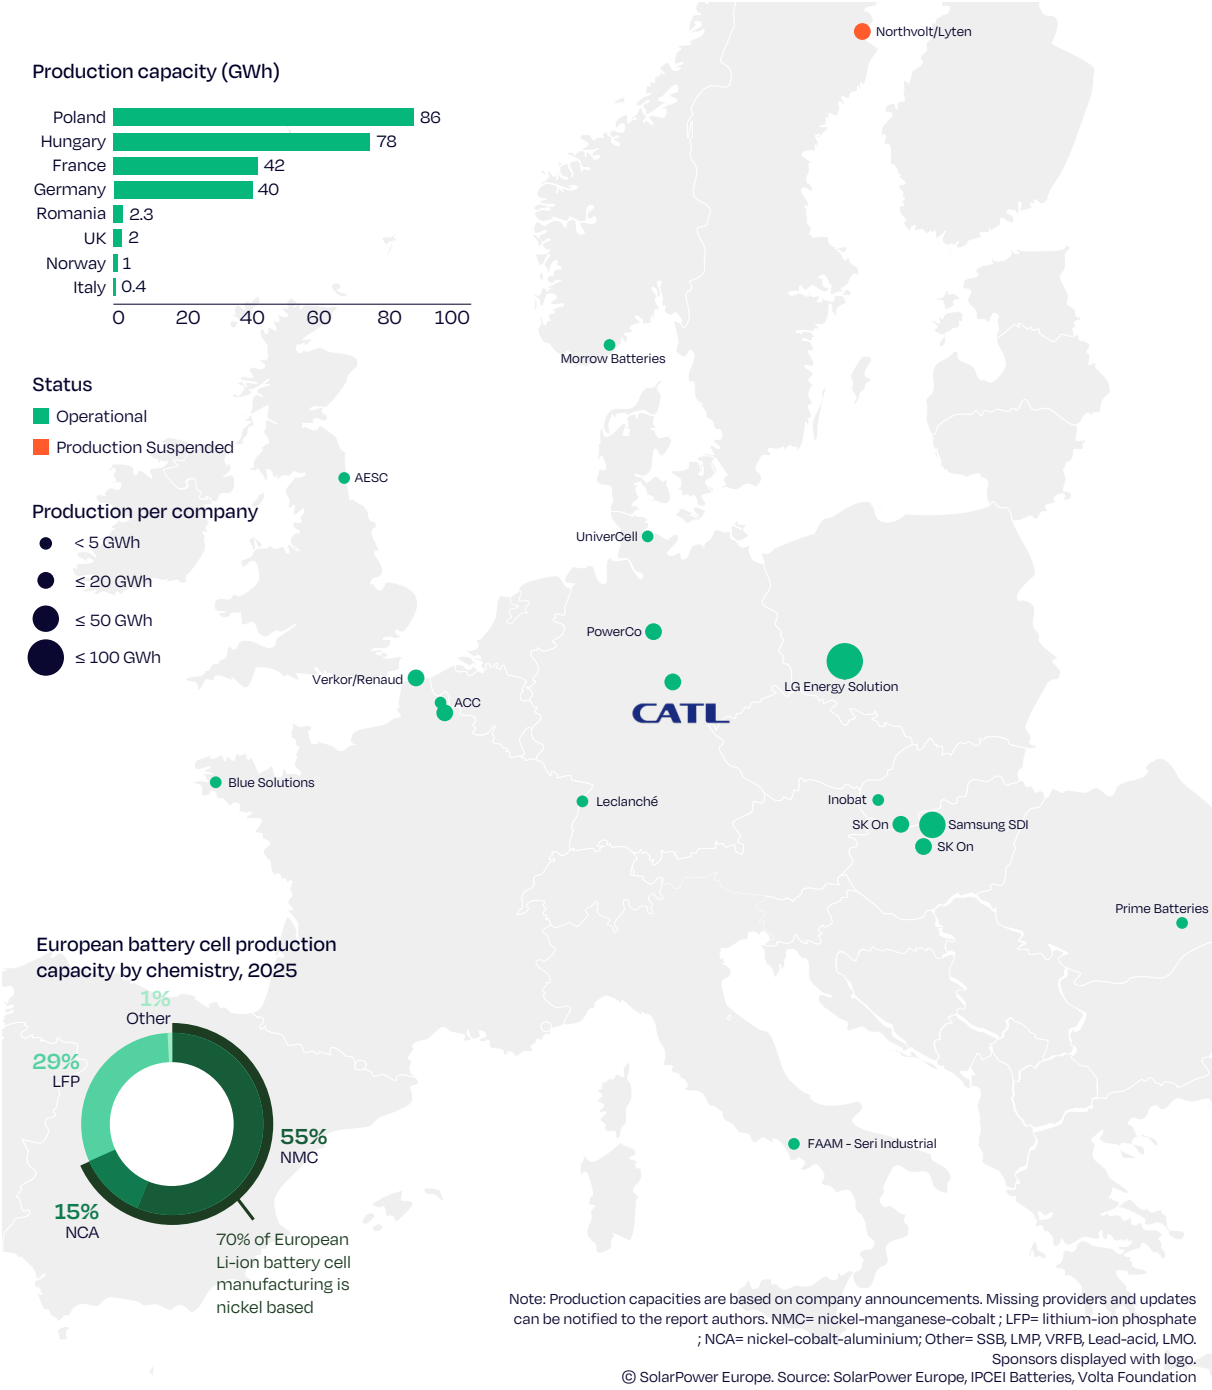 Northvolt/Lyten
Production capacity (GWh)
Poland 86
Hungary 78
France 42
Germany 40
Romania 2.3
UK 2
Norway 1
Italy 0.4
0 20 40 60 80 100
Morrow Batteries
Status
Operational
Production Suspended
AESC
Production per company
< 5 GWh
≤ 20 GWh
≤ 50 GWh
≤ 100 GWh
UniverCell
PowerCo
LG Energy Solution
Verkor/Renaud
ACC
CATL
Blue Solutions
Leclanché
Inobat
SK On
Samsung SDI
SK On
Prime Batteries
European battery cell production
capacity by chemistry, 2025
1%
Other
29%
LFP
55%
NMC
15%
NCA
70% of European
Li-ion battery cell
manufacturing is
nickel based
FAAM - Seri Industrial
Note: Production capacities are based on company announcements. Missing providers and updates
can be notified to the report authors. NMC= nickel-manganese-cobalt ; LFP= lithium-ion phosphate
; NCA= nickel-cobalt-aluminium; Other= SSB, LMP, VRFB, Lead-acid, LMO.
Sponsors displayed with logo.
© SolarPower Europe. Source: SolarPower Europe, IPCEI Batteries, Volta Foundation